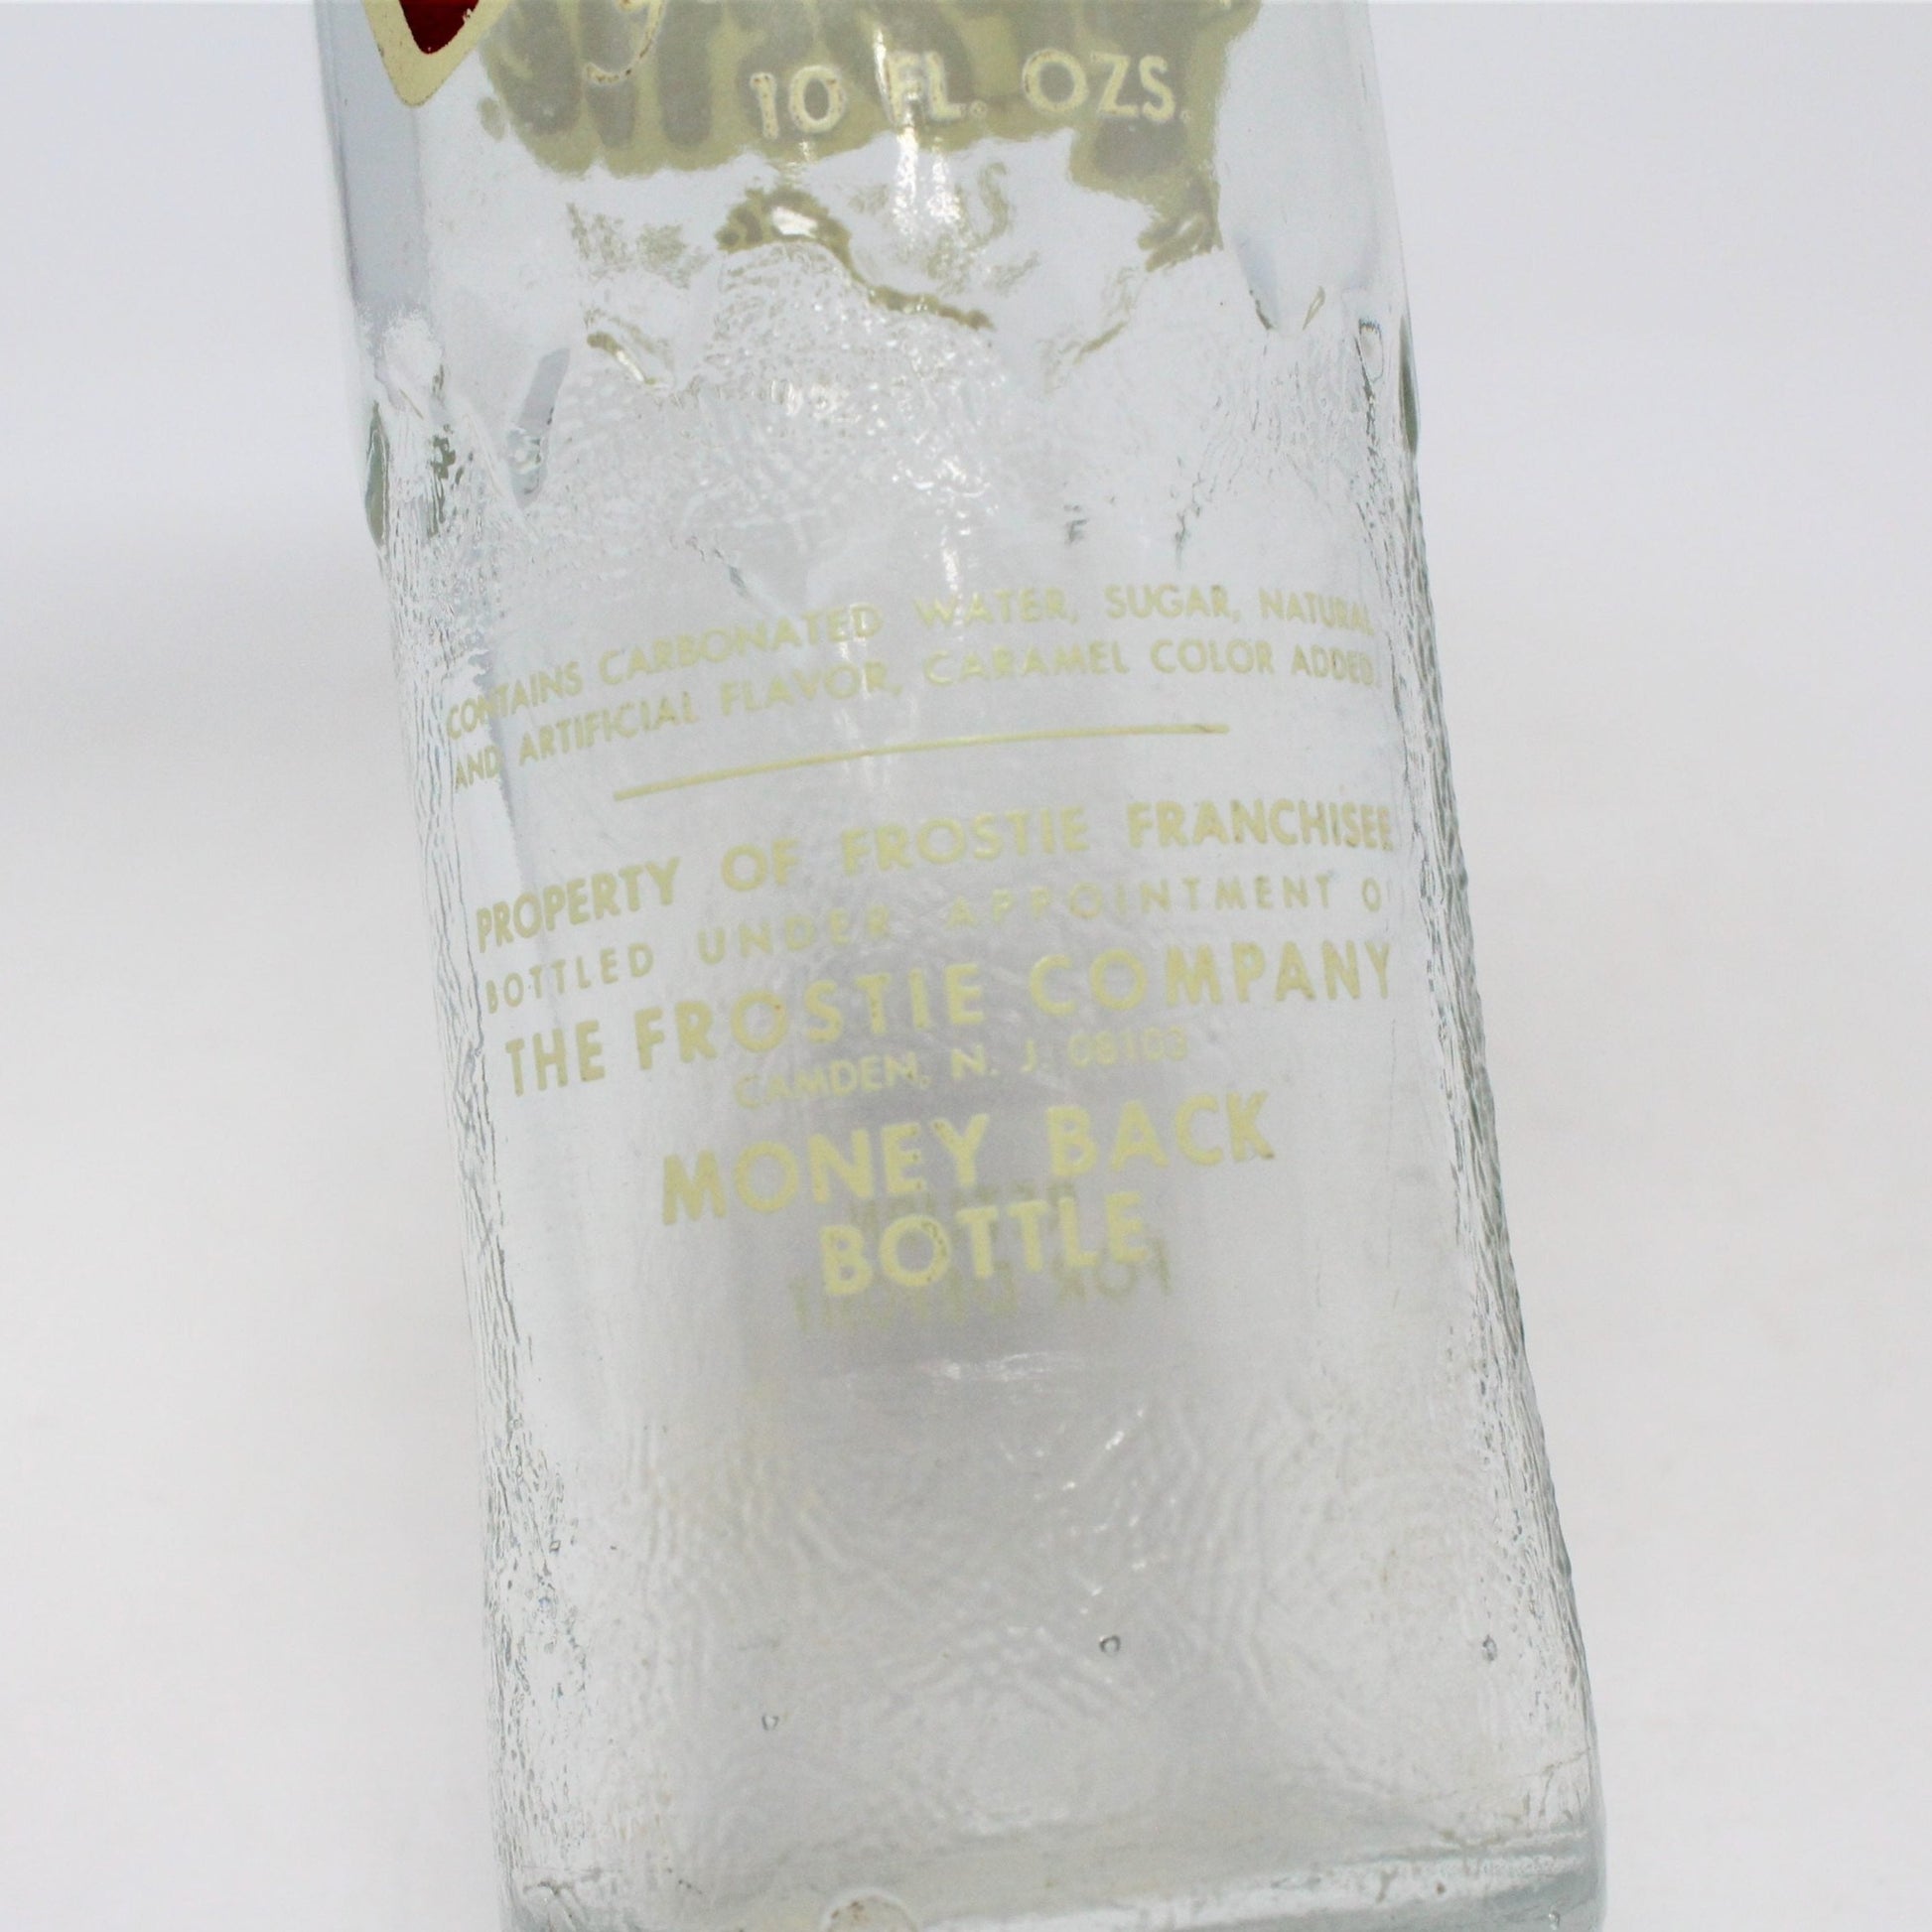 10 FL. OZS.
CONTAINS CARBONATED WATER, SUGAR, NATURAL
AND ARTIFICIAL FLAVOR, CARAMEL COLOR ADDED.
PROPERTY OF FROSTIE FRANCHISEE
BOTTLED UNDER APPOINTMENT
THE FROSTIE COMPANY
CAMDEN, N. J. 08103
MONEY BACK
BOTTLE